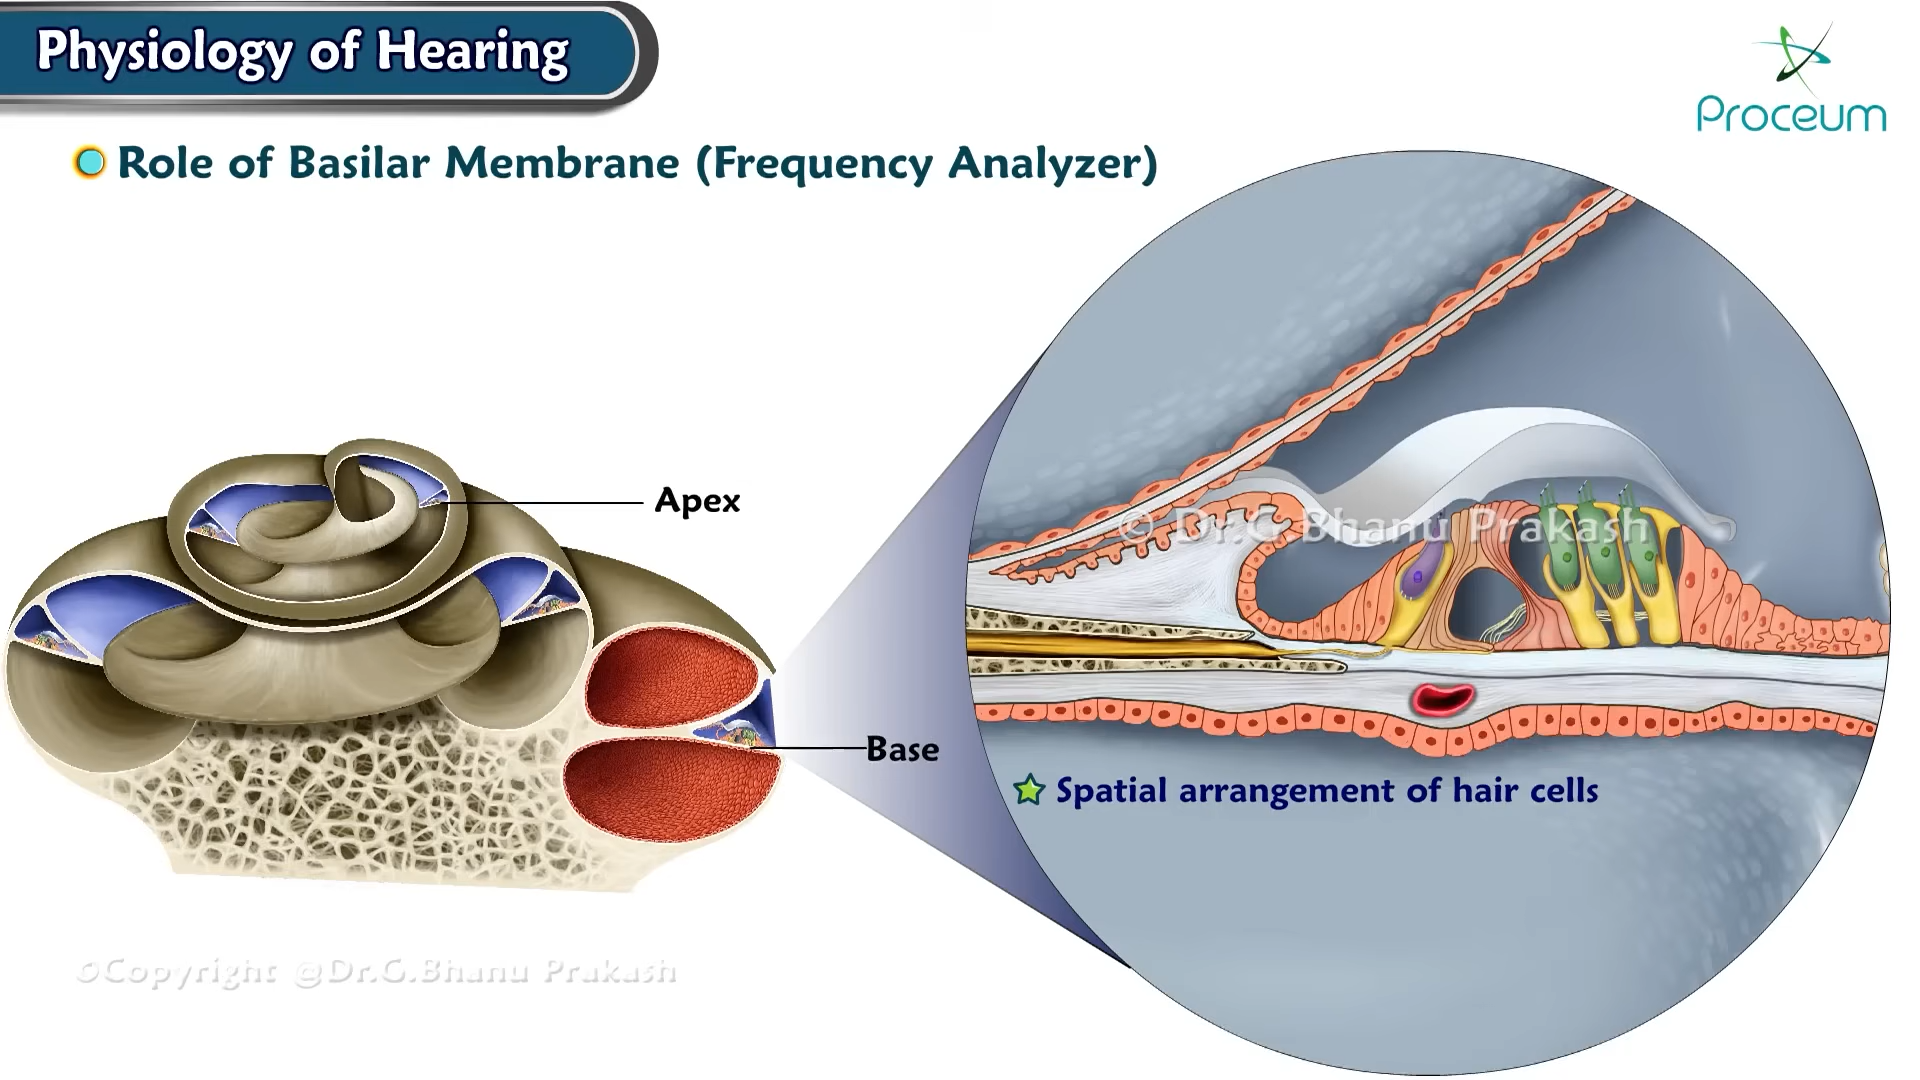 Physiology of Hearing
Proceum
Role of Basilar Membrane (Frequency Analyzer)
Apex
© Dr.G.Bhanu Prakash
Base
Spatial arrangement of hair cells
©Copyright @Dr.G.Bhanu Prakash